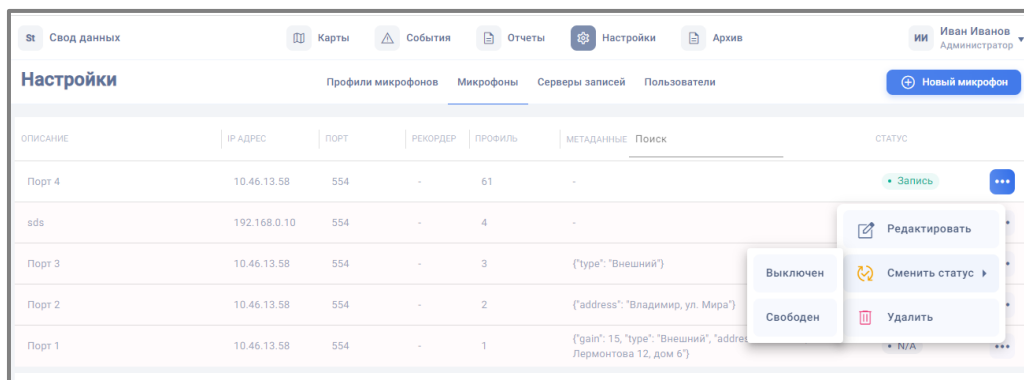 St Свод данных Карты События Отчеты Настройки Архив ИИ Иван Иванов
Администратор
Настройки Профили микрофонов Микрофоны Серверы записей Пользователи Новый микрофон
ОПИСАНИЕ IP АДРЕС ПОРТ РЕКОРДЕР ПРОФИЛЬ МЕТАДАННЫЕ Поиск СТАТУС
Порт 4 10.46.13.58 554 - 61 - • Запись
sds 192.168.0.10 554 - 4 -
Редактировать
Порт 3 10.46.13.58 554 - 3 {"type": "Внешний"}
Выключен Сменить статус
Порт 2 10.46.13.58 554 - 2 {"address": "Владимир, ул. Мира"}
Свободен Удалить
Порт 1 10.46.13.58 554 - 1 {"gain": 15, "type": "Внешний", "addre
Лермонтова 12, дом 6"} • N/A